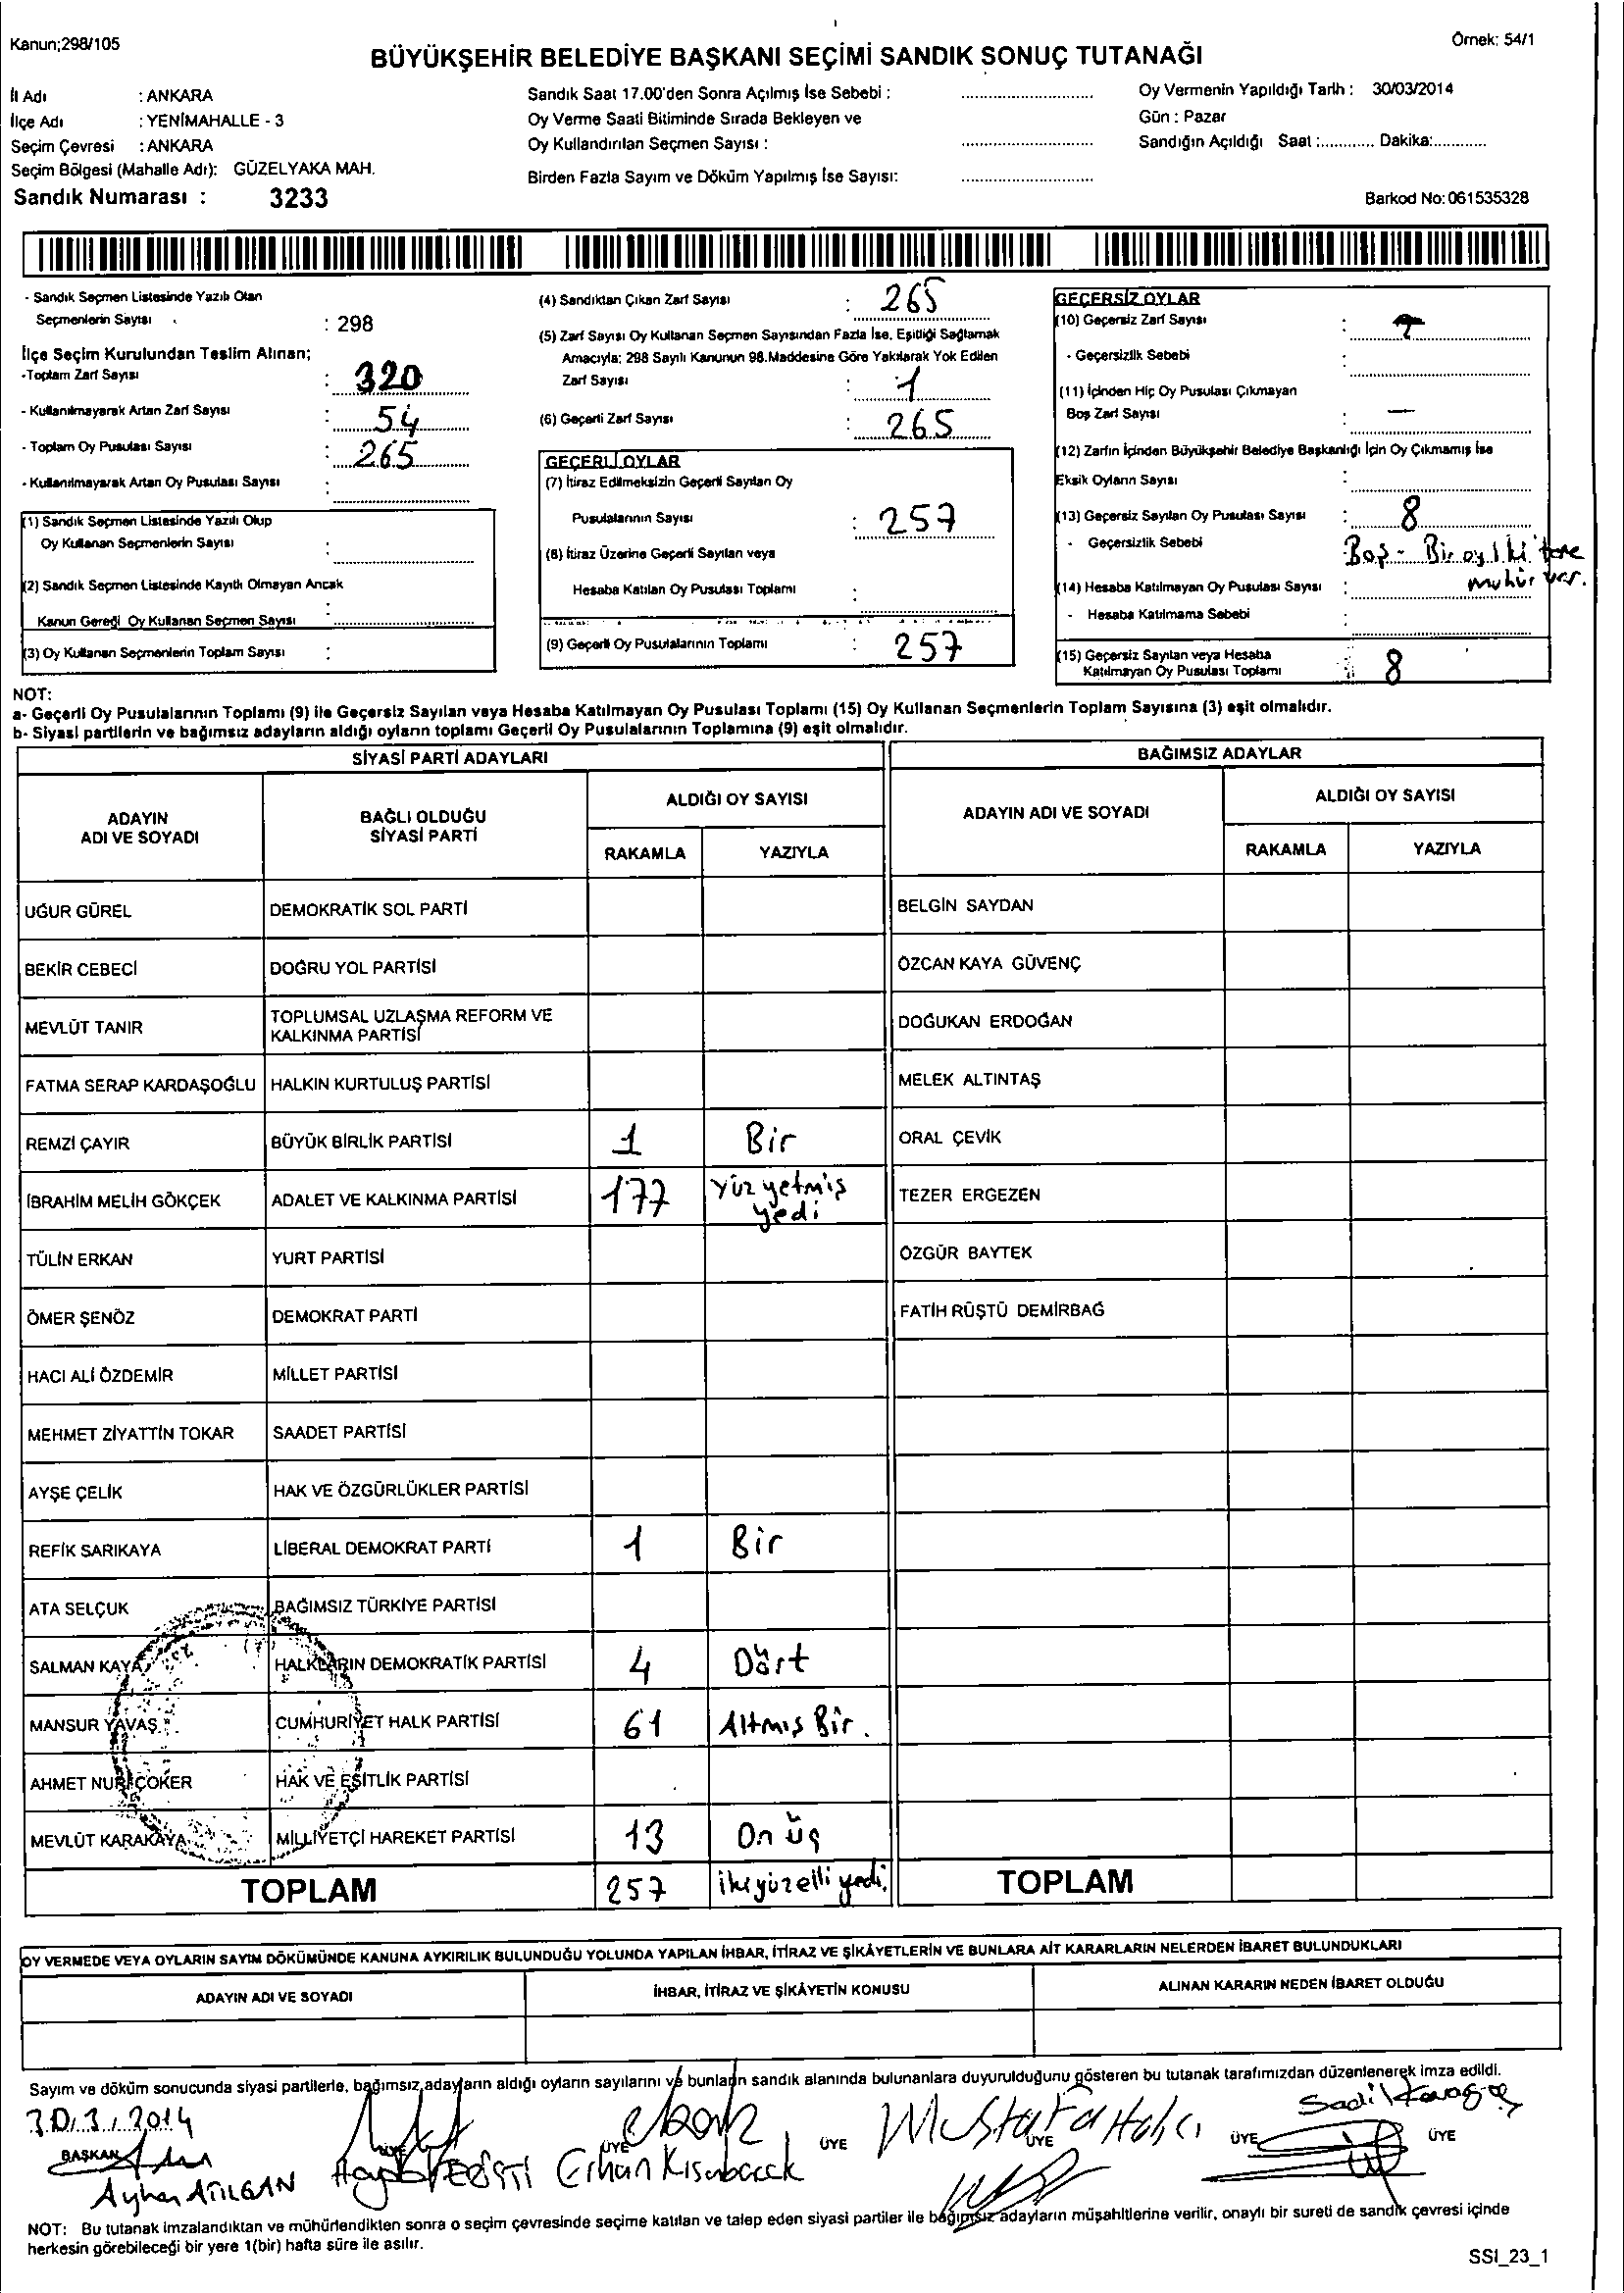 Kanun;298/105
Örnek: 54/1
BÜYÜKŞEHİR BELEDİYE BAŞKANI SEÇİMİ SANDIK SONUÇ TUTANAĞI
İl Adı : ANKARA
İlçe Adı : YENİMAHALLE - 3
Seçim Çevresi : ANKARA
Seçim Bölgesi (Mahalle Adı): GÜZELYAKA MAH.
Sandık Numarası : 3233
Sandık Saat 17.00'den Sonra Açılmış İse Sebebi :
Oy Verme Saati Bitiminde Sırada Bekleyen ve
Oy Kullandırılan Seçmen Sayısı :
Birden Fazla Sayım ve Döküm Yapılmış İse Sayısı:
Oy Vermenin Yapıldığı Tarih : 30/03/2014
Gün : Pazar
Sandığın Açıldığı Saat :............ Dakika:............
Barkod No: 061535328
- Sandık Seçmen Listesinde Yazılı Olan
Seçmenlerin Sayısı : 298
İlçe Seçim Kurulundan Teslim Alınan;
-Toplam Zarf Sayısı : 320
- Kullanılmayarak Artan Zarf Sayısı : 54
- Toplam Oy Pusulası Sayısı : 265
- Kullanılmayarak Artan Oy Pusulası Sayısı :
(1) Sandık Seçmen Listesinde Yazılı Olup
Oy Kullanan Seçmenlerin Sayısı :
(2) Sandık Seçmen Listesinde Kayıtlı Olmayan Ancak
Kanun Gereği Oy Kullanan Seçmen Sayısı :
(3) Oy Kullanan Seçmenlerin Toplam Sayısı :
(4) Sandıktan Çıkan Zarf Sayısı : 265
(5) Zarf Sayısı Oy Kullanan Seçmen Sayısından Fazla İse, Eşitliği Sağlamak
Amacıyla; 298 Sayılı Kanunun 98.Maddesine Göre Yakılarak Yok Edilen
Zarf Sayısı : 1
(6) Geçerli Zarf Sayısı : 265
GEÇERLİ OYLAR
(7) İtiraz Edilmeksizin Geçerli Sayılan Oy
Pusulalarının Sayısı : 257
(8) İtiraz Üzerine Geçerli Sayılan veya
Hesaba Katılan Oy Pusulası Toplamı :
(9) Geçerli Oy Pusulalarının Toplamı : 257
GEÇERSİZ OYLAR
(10) Geçersiz Zarf Sayısı :
- Geçersizlik Sebebi :
(11) İçinden Hiç Oy Pusulası Çıkmayan
Boş Zarf Sayısı : —
(12) Zarfın İçinden Büyükşehir Belediye Başkanlığı İçin Oy Çıkmamış İse
Eksik Oyların Sayısı :
(13) Geçersiz Sayılan Oy Pusulası Sayısı : 8
- Geçersizlik Sebebi : Boş - Bir oy iki tane
mühür var.
(14) Hesaba Katılmayan Oy Pusulası Sayısı :
- Hesaba Katılmama Sebebi :
(15) Geçersiz Sayılan veya Hesaba
Katılmayan Oy Pusulası Toplamı : 8
NOT:
a- Geçerli Oy Pusulalarının Toplamı (9) ile Geçersiz Sayılan veya Hesaba Katılmayan Oy Pusulası Toplamı (15) Oy Kullanan Seçmenlerin Toplam Sayısına (3) eşit olmalıdır.
b- Siyasi partilerin ve bağımsız adayların aldığı oyların toplamı Geçerli Oy Pusulalarının Toplamına (9) eşit olmalıdır.
SİYASİ PARTİ ADAYLARI
ADAYIN
ADI VE SOYADI
BAĞLI OLDUĞU
SİYASİ PARTİ
ALDIĞI OY SAYISI
RAKAMLA YAZIYLA
UĞUR GÜREL DEMOKRATİK SOL PARTİ
BEKİR CEBECİ DOĞRU YOL PARTİSİ
MEVLÜT TANIR TOPLUMSAL UZLAŞMA REFORM VE
KALKINMA PARTİSİ
FATMA SERAP KARDAŞOĞLU HALKIN KURTULUŞ PARTİSİ
REMZİ ÇAYIR BÜYÜK BİRLİK PARTİSİ 1 Bir
İBRAHİM MELİH GÖKÇEK ADALET VE KALKINMA PARTİSİ 177 Yüz yetmiş
yedi
TÜLİN ERKAN YURT PARTİSİ
ÖMER ŞENÖZ DEMOKRAT PARTİ
HACI ALİ ÖZDEMİR MİLLET PARTİSİ
MEHMET ZİYATTİN TOKAR SAADET PARTİSİ
AYŞE ÇELİK HAK VE ÖZGÜRLÜKLER PARTİSİ
REFİK SARIKAYA LİBERAL DEMOKRAT PARTİ 1 Bir
ATA SELÇUK BAĞIMSIZ TÜRKİYE PARTİSİ
SALMAN KAYA HALKLARIN DEMOKRATİK PARTİSİ 4 Dört
MANSUR YAVAŞ CUMHURİYET HALK PARTİSİ 61 Altmış Bir.
AHMET NURİ ÇOKER HAK VE EŞİTLİK PARTİSİ
MEVLÜT KARAKAYA MİLLİYETÇİ HAREKET PARTİSİ 13 On üç
TOPLAM 257 ikiyüzelli yedi.
BAĞIMSIZ ADAYLAR
ADAYIN ADI VE SOYADI
ALDIĞI OY SAYISI
RAKAMLA YAZIYLA
BELGİN SAYDAN
ÖZCAN KAYA GÜVENÇ
DOĞUKAN ERDOĞAN
MELEK ALTINTAŞ
ORAL ÇEVİK
TEZER ERGEZEN
ÖZGÜR BAYTEK
FATİH RÜŞTÜ DEMİRBAĞ
TOPLAM
OY VERMEDE VEYA OYLARIN SAYIM DÖKÜMÜNDE KANUNA AYKIRILIK BULUNDUĞU YOLUNDA YAPILAN İHBAR, İTİRAZ VE ŞİKÂYETLERİN VE BUNLARA AİT KARARLARIN NELERDEN İBARET BULUNDUKLARI
ADAYIN ADI VE SOYADI İHBAR, İTİRAZ VE ŞİKÂYETİN KONUSU ALINAN KARARIN NEDEN İBARET OLDUĞU
Sayım ve döküm sonucunda siyasi partilerle, bağımsız adayların aldığı oyların sayılarını ve bunların sandık alanında bulunanlara duyurulduğunu gösteren bu tutanak tarafımızdan düzenlenerek imza edildi.
30.3.2014
BAŞKAN ÜYE ÜYE ÜYE ÜYE ÜYE ÜYE
Ayhan ATILGAN Erhan Kısabacak Mustafa
NOT: Bu tutanak imzalandıktan ve mühürlendikten sonra o seçim çevresinde seçime katılan ve talep eden siyasi partiler ile bağımsız adayların müşahitlerine verilir, onaylı bir sureti de sandık çevresi içinde
herkesin görebileceği bir yere 1(bir) hafta süre ile asılır.
SSI_23_1